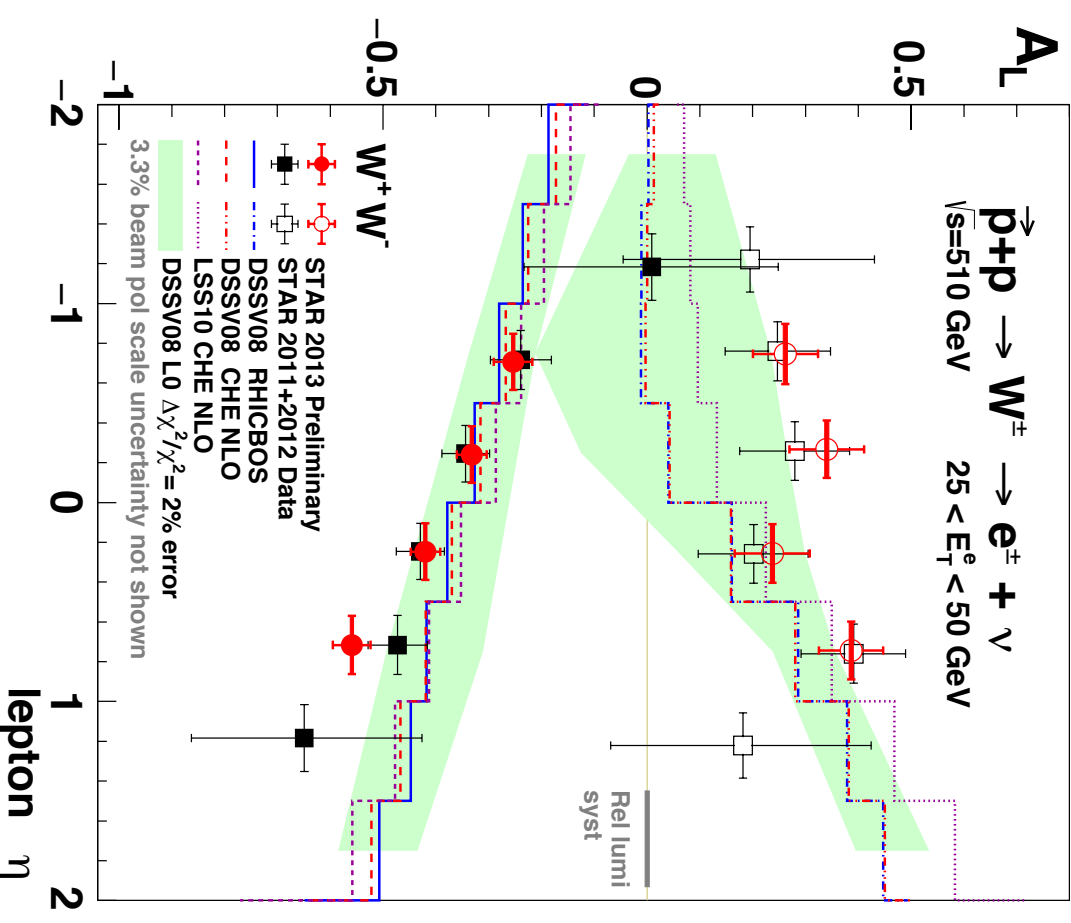 A_L
p⃗+p → W± → e± + ν
√s=510 GeV 25 < E_T^e < 50 GeV
0.5
0
−0.5
−1
Rel lumi
syst
W⁺ W⁻
STAR 2013 Preliminary
STAR 2011+2012 Data
DSSV08 RHICBOS
DSSV08 CHE NLO
LSS10 CHE NLO
DSSV08 L0 Δχ²/χ²= 2% error
3.3% beam pol scale uncertainty not shown
−2 −1 0 1 2
lepton η